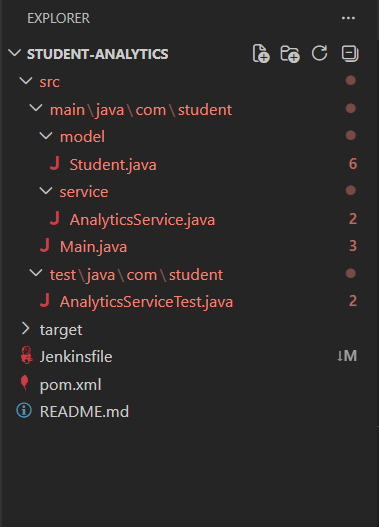 EXPLORER ...
STUDENT-ANALYTICS
src
main\java\com\student
model
Student.java 6
service
AnalyticsService.java 2
Main.java 3
test\java\com\student
AnalyticsServiceTest.java 2
target
Jenkinsfile ↓M
pom.xml
README.md